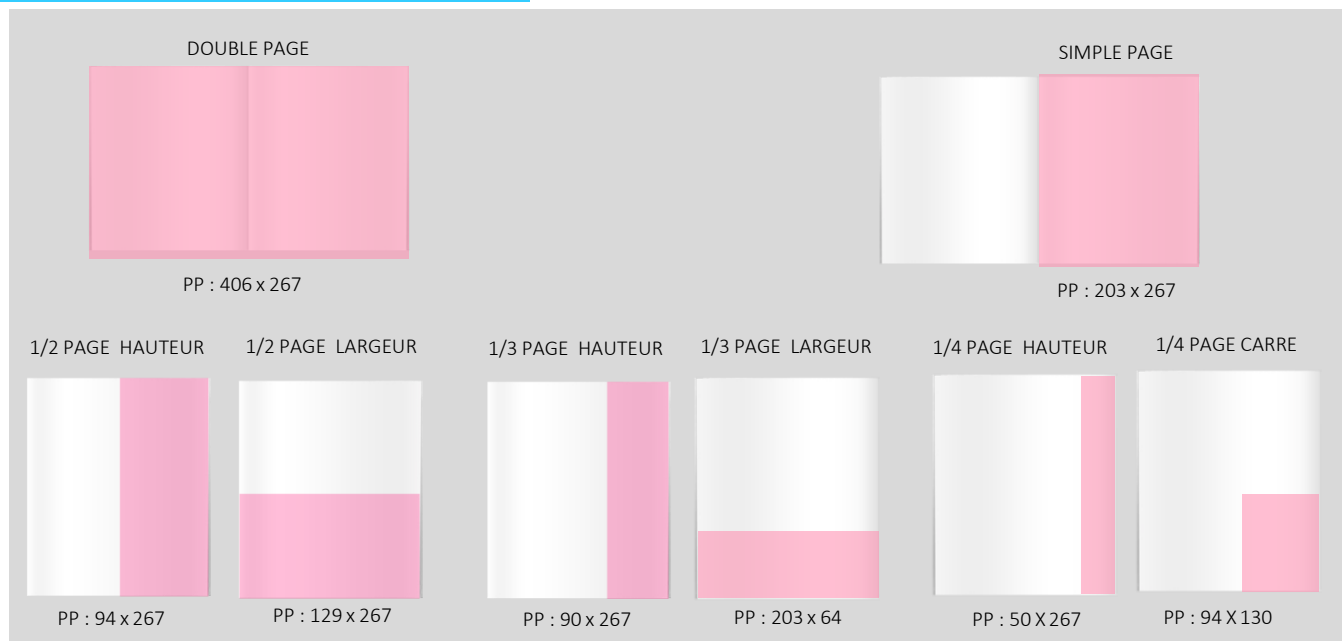 DOUBLE PAGE
SIMPLE PAGE
PP : 406 x 267
PP : 203 x 267
1/2 PAGE HAUTEUR
1/2 PAGE LARGEUR
1/3 PAGE HAUTEUR
1/3 PAGE LARGEUR
1/4 PAGE HAUTEUR
1/4 PAGE CARRE
PP : 94 x 267
PP : 129 x 267
PP : 90 x 267
PP : 203 x 64
PP : 50 X 267
PP : 94 X 130